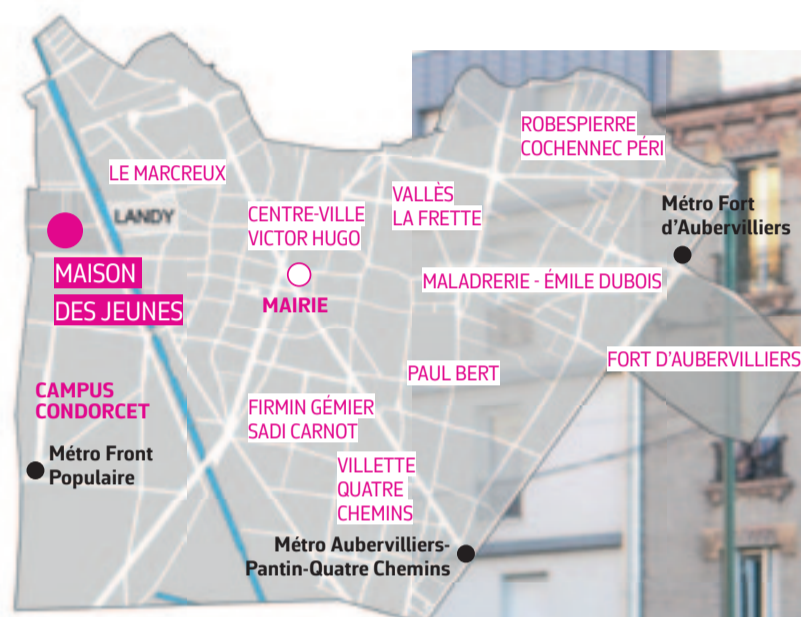 ROBESPIERRE
COCHENNEC PÉRI
LE MARCREUX
VALLÈS
LA FRETTE
Métro Fort
d'Aubervilliers
LANDY
CENTRE-VILLE
VICTOR HUGO
MAISON
DES JEUNES
MALADRERIE - ÉMILE DUBOIS
MAIRIE
FORT D'AUBERVILLIERS
PAUL BERT
CAMPUS
CONDORCET
FIRMIN GÉMIER
SADI CARNOT
Métro Front
Populaire
VILLETTE
QUATRE
CHEMINS
Métro Aubervilliers-
Pantin-Quatre Chemins